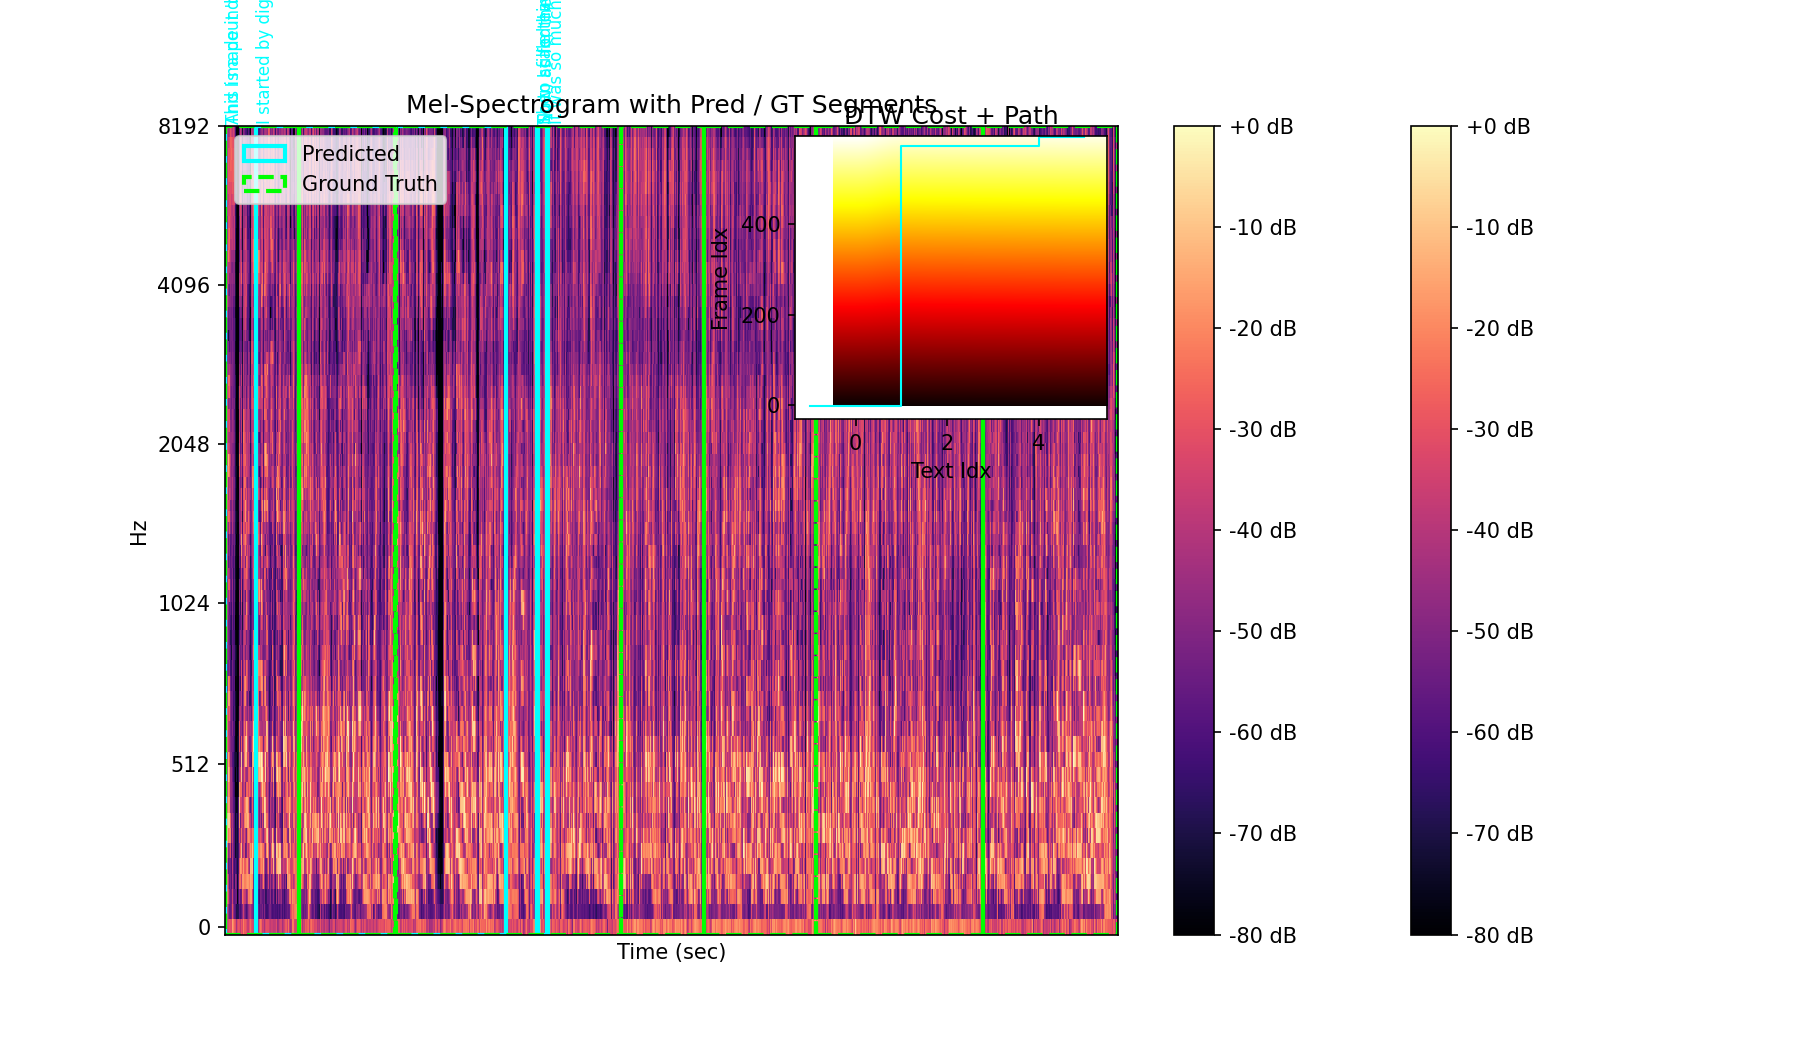 I started by dig
was so much
Mel-Spectrogram with Pred / GT Segments
DTW Cost + Path
Predicted
Ground Truth
8192
4096
2048
1024
512
0
Hz
Time (sec)
400
200
0
Frame Idx
0 2 4
Text Idx
+0 dB
-10 dB
-20 dB
-30 dB
-40 dB
-50 dB
-60 dB
-70 dB
-80 dB
+0 dB
-10 dB
-20 dB
-30 dB
-40 dB
-50 dB
-60 dB
-70 dB
-80 dB